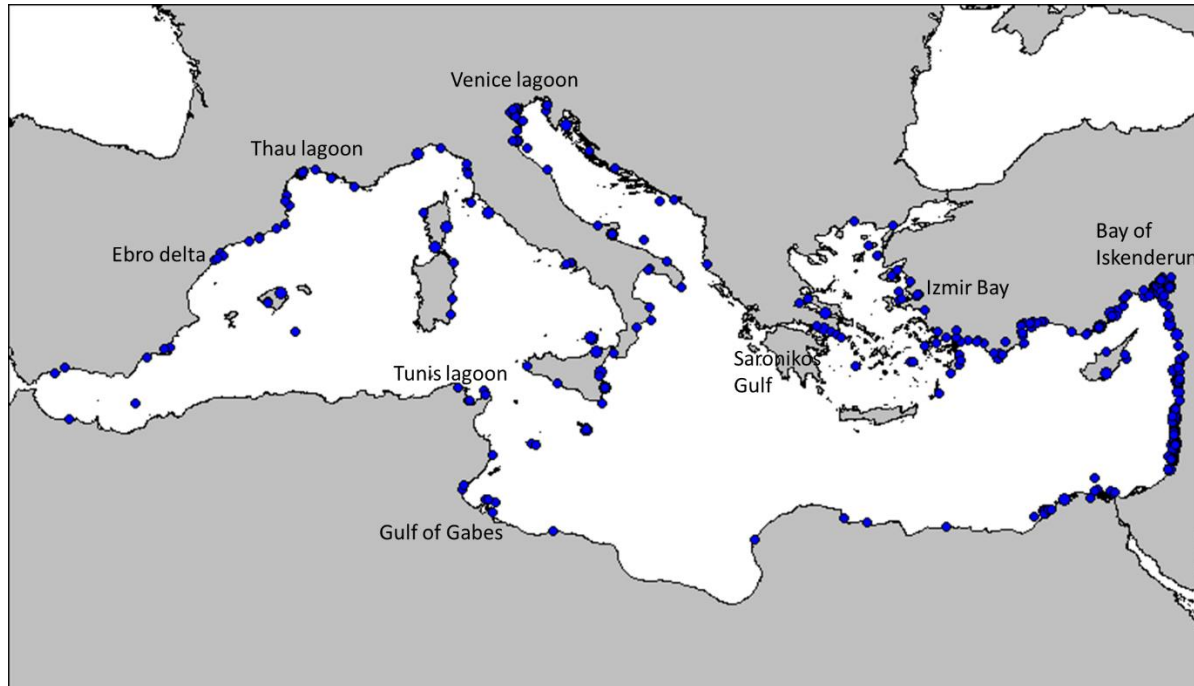 Venice lagoon
Thau lagoon
Ebro delta
Bay of
Iskenderun
Izmir Bay
Saronikos
Gulf
Tunis lagoon
Gulf of Gabes